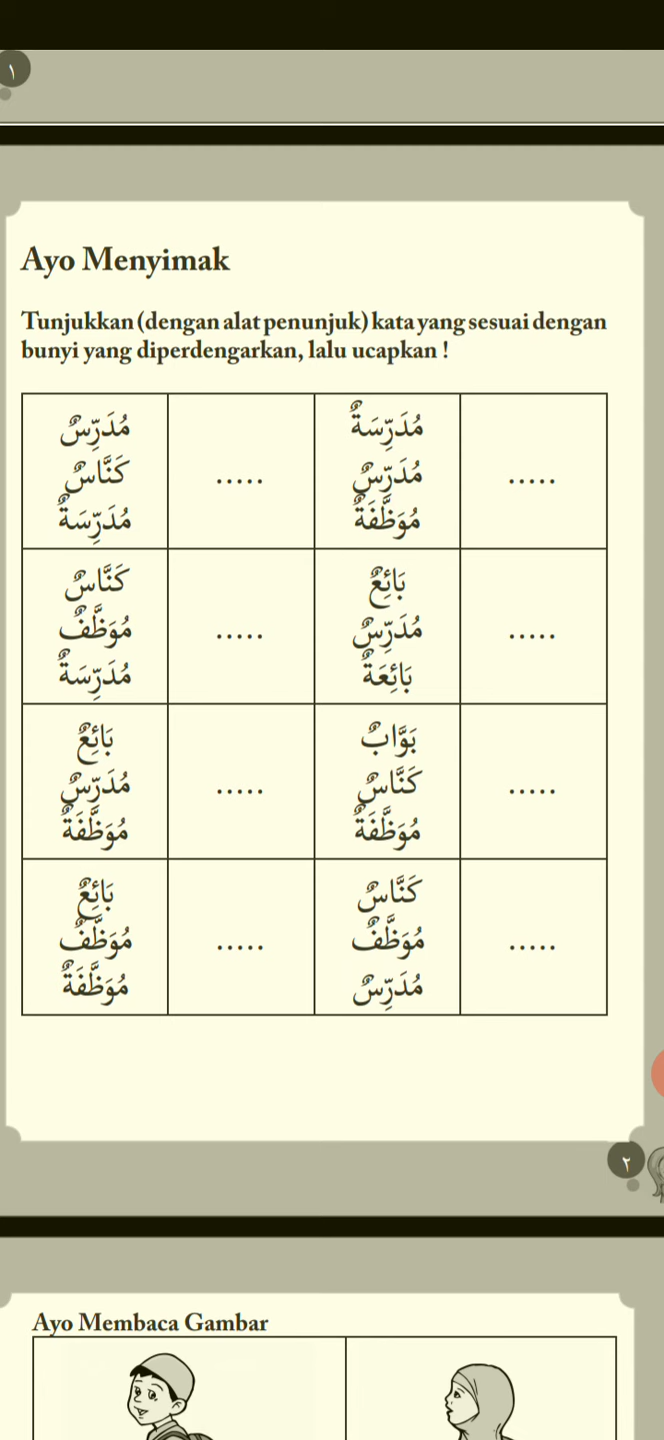 ١
Ayo Menyimak
Tunjukkan (dengan alat penunjuk) kata yang sesuai dengan
bunyi yang diperdengarkan, lalu ucapkan !
مُدَرِّسَةٌ
مُدَرِّسٌ
مُوَظَّفَةٌ
.....
مُدَرِّسٌ
كَنَّاسٌ
مُدَرِّسَةٌ
.....
بَائِعٌ
مُدَرِّسٌ
بَائِعَةٌ
.....
كَنَّاسٌ
مُوَظَّفٌ
مُدَرِّسَةٌ
.....
بَوَّابٌ
كَنَّاسٌ
مُوَظَّفَةٌ
.....
بَائِعٌ
مُدَرِّسٌ
مُوَظَّفَةٌ
.....
كَنَّاسٌ
مُوَظَّفٌ
مُدَرِّسٌ
.....
بَائِعٌ
مُوَظَّفٌ
مُوَظَّفَةٌ
.....
٢
Ayo Membaca Gambar